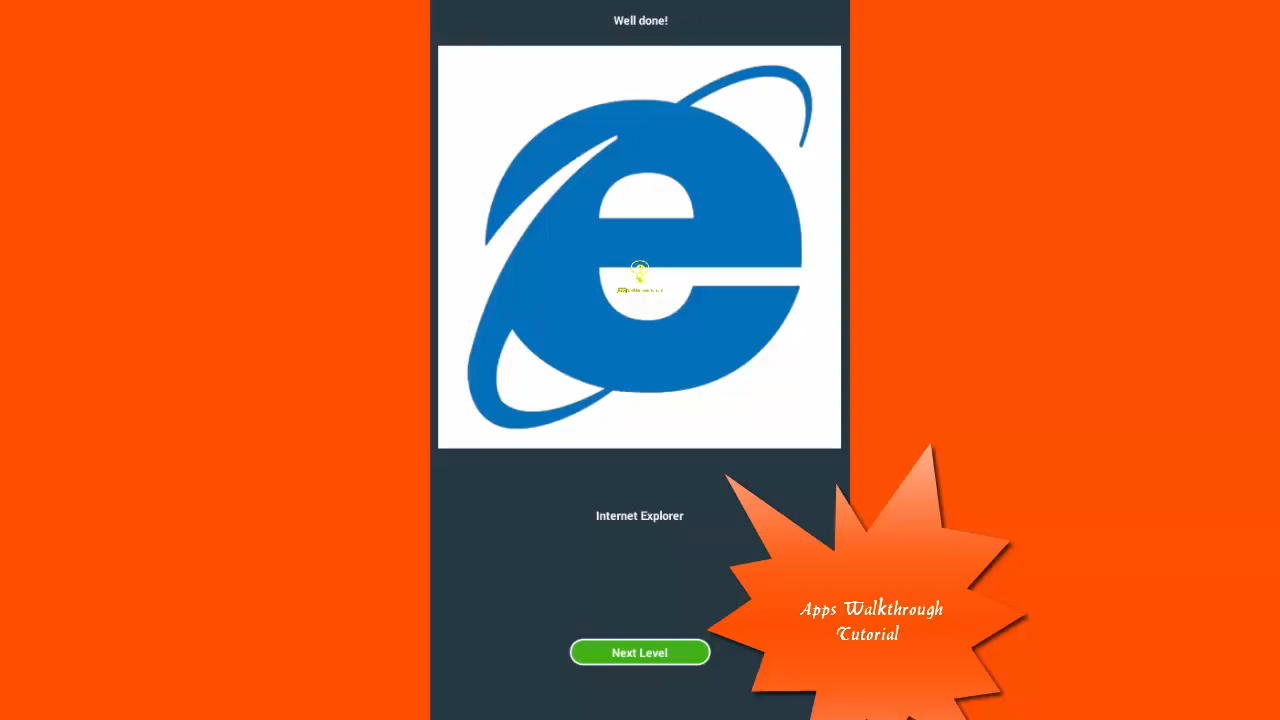 Well done!
Internet Explorer
Next Level
Apps Walkthrough
Tutorial